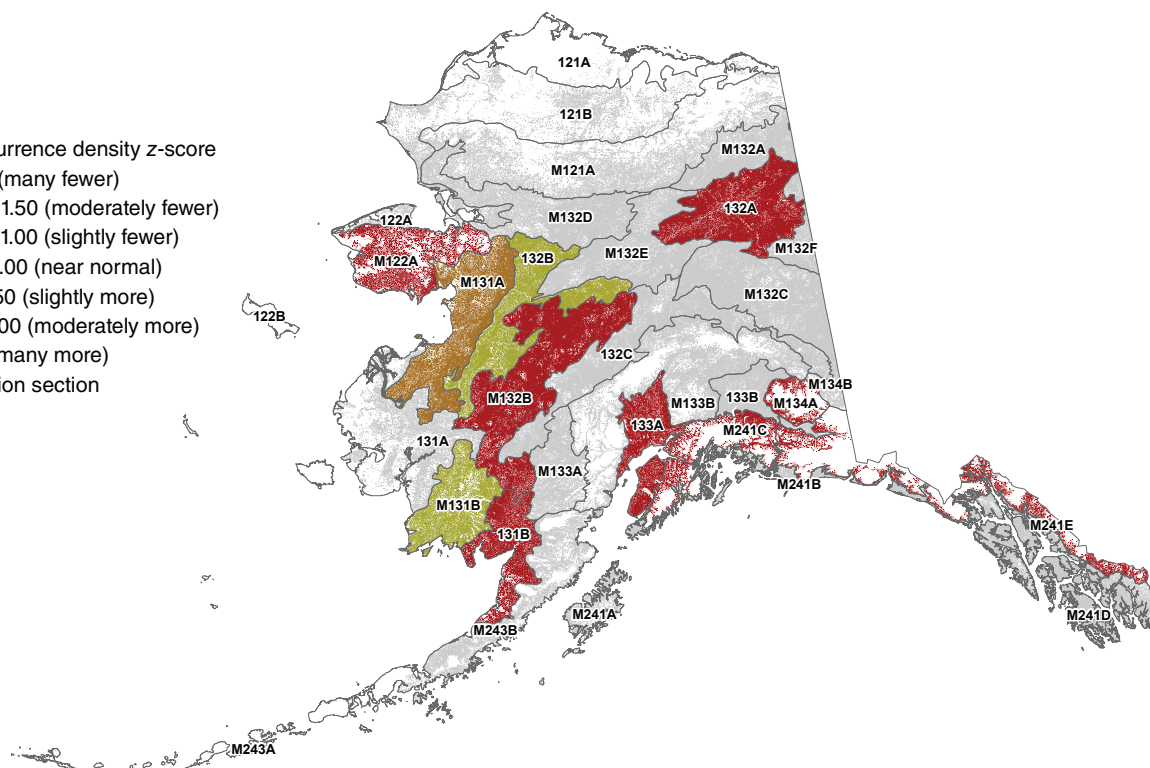 urrence density z-score
(many fewer)
1.50 (moderately fewer)
1.00 (slightly fewer)
.00 (near normal)
50 (slightly more)
00 (moderately more)
many more)
ion section
121A
121B
M132A
M121A
132A
M132D
122A
M132F
M132E
132B
M122A
M131A
M132C
122B
132C
M134B
M132B
133B
M133B
M134A
133A
M241C
131A
M133A
M241B
M131B
M241E
131B
M241A
M241D
M243B
M243A